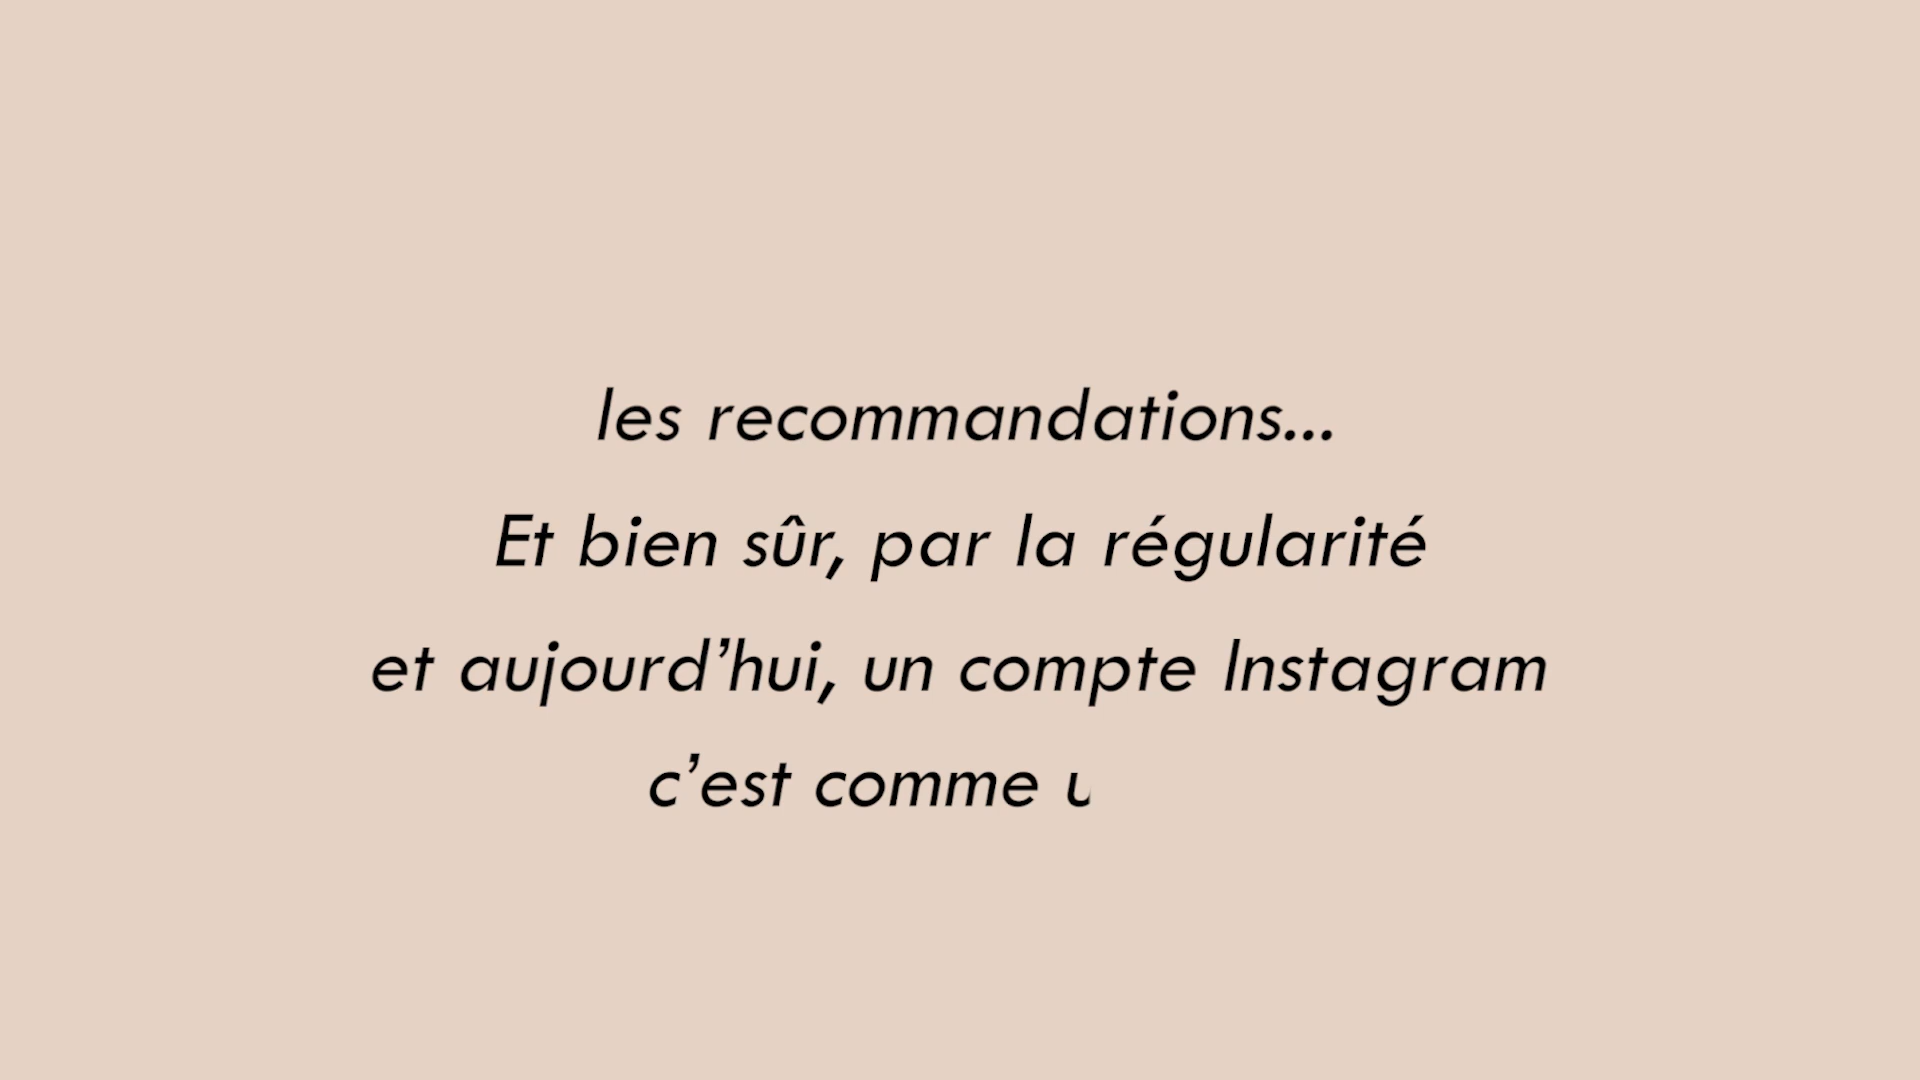 les recommandations...
Et bien sûr, par la régularité
et aujourd’hui, un compte Instagram
c’est comme